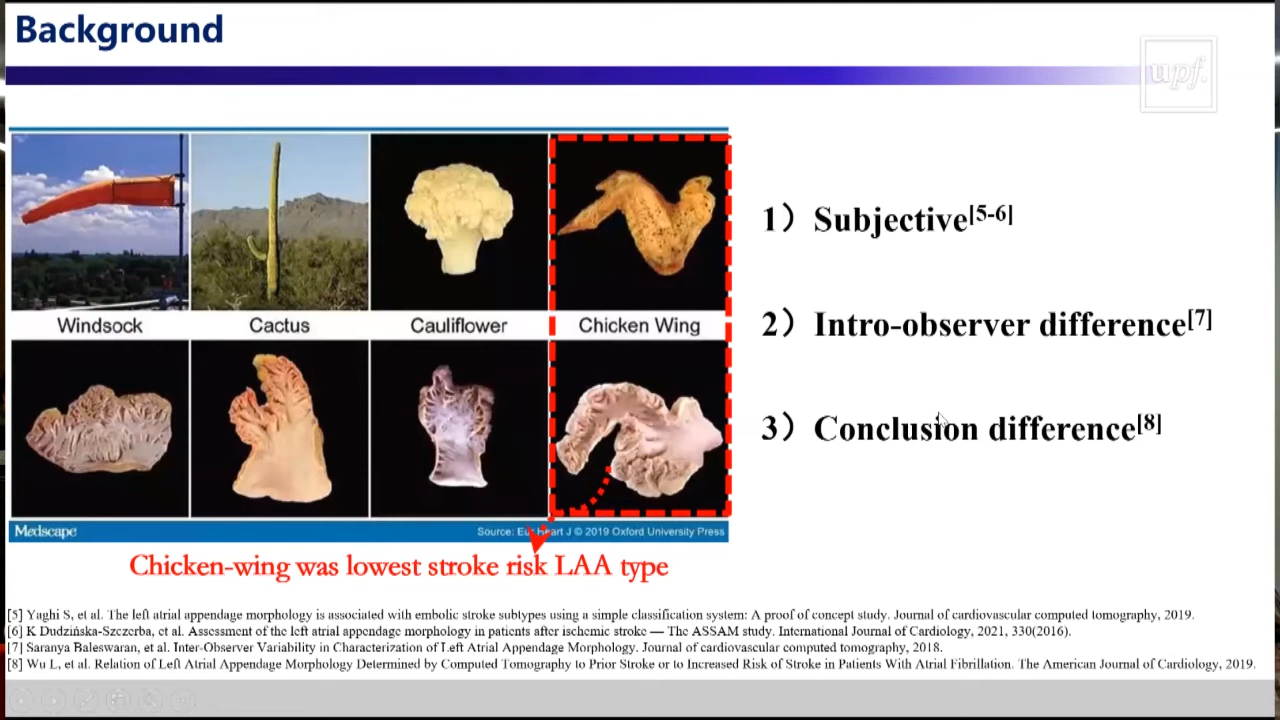 Background
upf.
Windsock
Cactus
Cauliflower
Chicken Wing
Medscape
Source: Eur Heart J © 2019 Oxford University Press
Chicken-wing was lowest stroke risk LAA type
1）Subjective[5-6]
2）Intro-observer difference[7]
3）Conclusion difference[8]
[5] Yaghi S, et al. The left atrial appendage morphology is associated with embolic stroke subtypes using a simple classification system: A proof of concept study. Journal of cardiovascular computed tomography, 2019.
[6] K Dudzińska-Szczerba, et al. Assessment of the left atrial appendage morphology in patients after ischemic stroke — The ASSAM study. International Journal of Cardiology, 2021, 330(2016).
[7] Saranya Baleswaran, et al. Inter-Observer Variability in Characterization of Left Atrial Appendage Morphology. Journal of cardiovascular computed tomography, 2018.
[8] Wu L, et al. Relation of Left Atrial Appendage Morphology Determined by Computed Tomography to Prior Stroke or to Increased Risk of Stroke in Patients With Atrial Fibrillation. The American Journal of Cardiology, 2019.